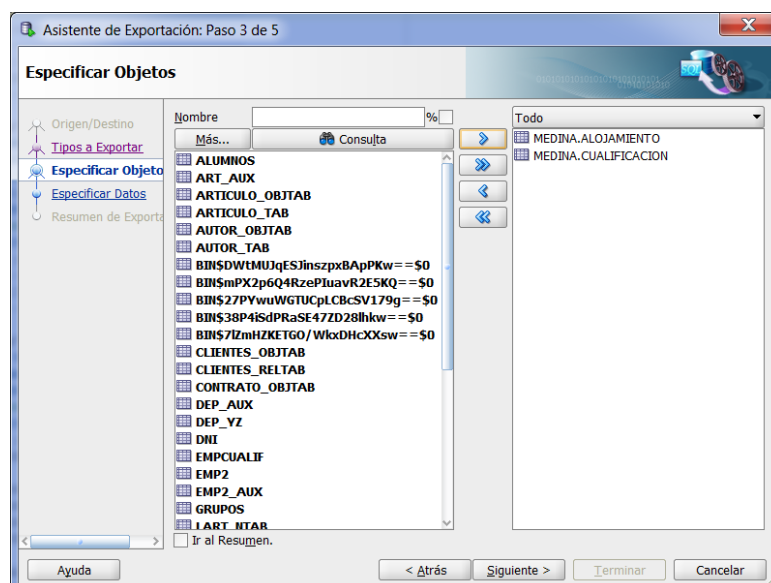 Asistente de Exportación: Paso 3 de 5
Especificar Objetos
SQL
Origen/Destino
Tipos a Exportar
Especificar Objeto
Especificar Datos
Resumen de Exporta
Nombre
%
Más...
Consulta
ALUMNOS
ART_AUX
ARTICULO_OBJTAB
ARTICULO_TAB
AUTOR_OBJTAB
AUTOR_TAB
BIN$DWtMUJqESJinszpxBApPKw==$0
BIN$mPX2p6Q4RzePIuavR2E5KQ==$0
BIN$27PYwuWGTUCpLCBcSV179g==$0
BIN$38P4iSdPRaSE47ZD28lhkw==$0
BIN$7lZmHZKETGO/WkxDHcXXsw==$0
CLIENTES_OBJTAB
CLIENTES_RELTAB
CONTRATO_OBJTAB
DEP_AUX
DEP_YZ
DNI
EMPCUALIF
EMP2
EMP2_AUX
GRUPOS
LART_NTAB
Ir al Resumen.
Todo
MEDINA.ALOJAMIENTO
MEDINA.CUALIFICACION
Ayuda
< Atrás
Siguiente >
Terminar
Cancelar